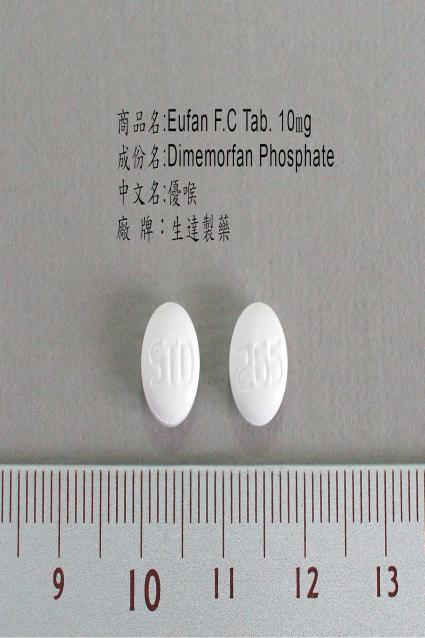 商品名:Eufan F.C Tab. 10㎎
成份名:Dimemorfan Phosphate
中文名:優喉
廠 牌：生達製藥
STD 265
9 10 11 12 13